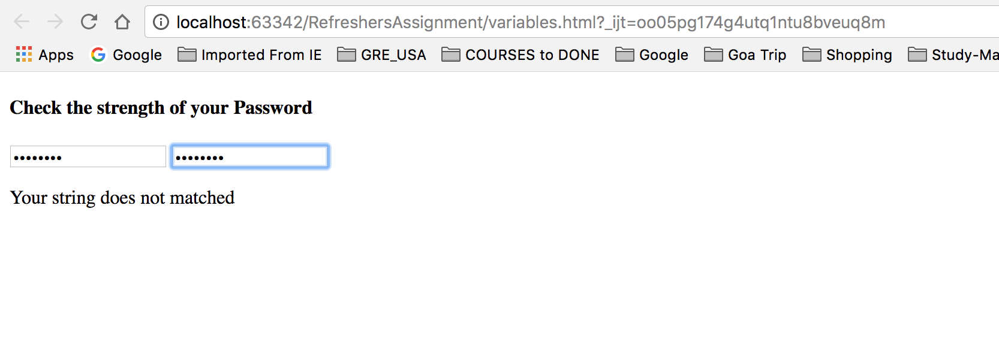 localhost:63342/RefreshersAssignment/variables.html?_ijt=oo05pg174g4utq1ntu8bveuq8m
Apps Google Imported From IE GRE_USA COURSES to DONE Google Goa Trip Shopping Study-Ma
Check the strength of your Password
•••••••• ••••••••
Your string does not matched